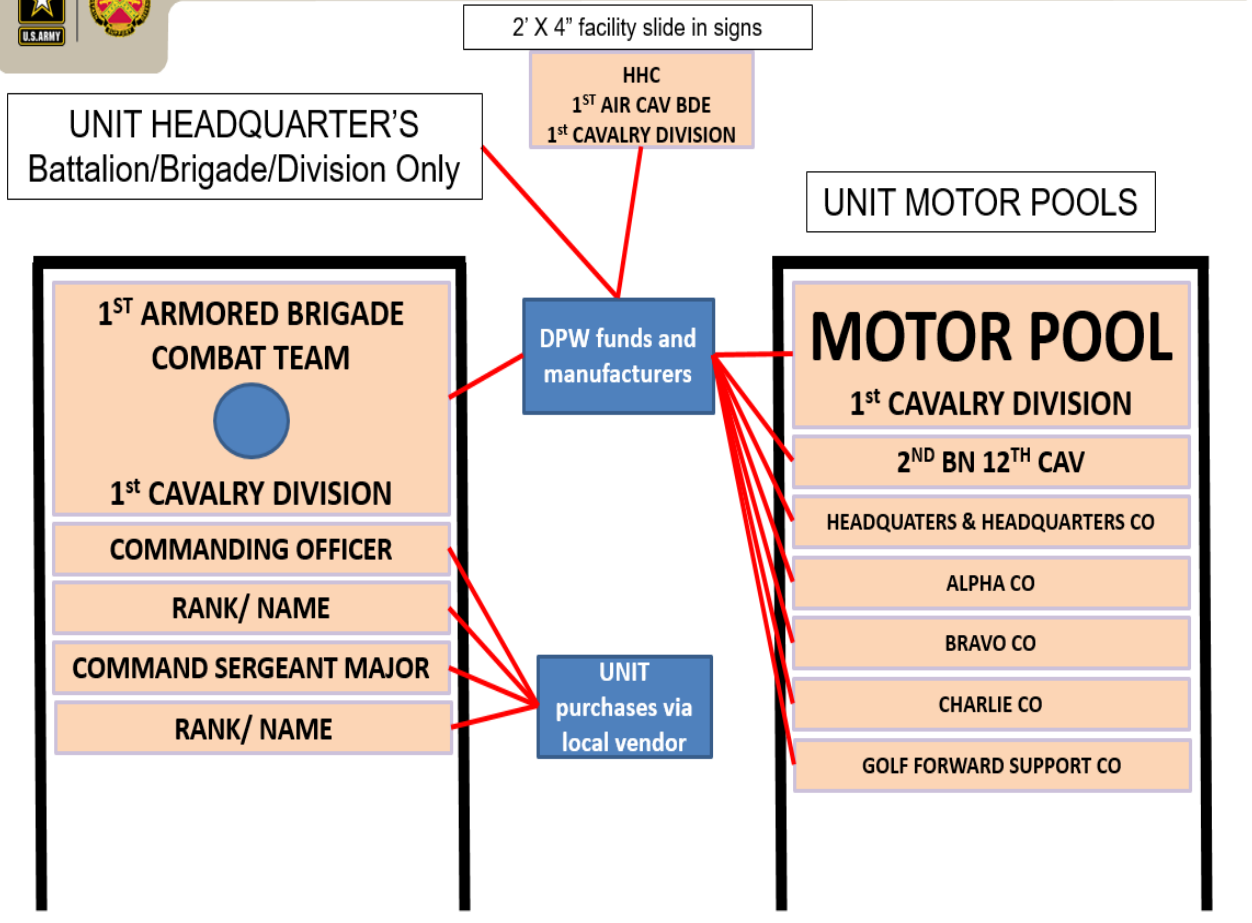 U.S.ARMY
2’ X 4” facility slide in signs
HHC
1ST AIR CAV BDE
1st CAVALRY DIVISION
UNIT HEADQUARTER’S
Battalion/Brigade/Division Only
UNIT MOTOR POOLS
1ST ARMORED BRIGADE
COMBAT TEAM
1st CAVALRY DIVISION
COMMANDING OFFICER
RANK/ NAME
COMMAND SERGEANT MAJOR
RANK/ NAME
DPW funds and
manufacturers
UNIT
purchases via
local vendor
MOTOR POOL
1st CAVALRY DIVISION
2ND BN 12TH CAV
HEADQUATERS & HEADQUARTERS CO
ALPHA CO
BRAVO CO
CHARLIE CO
GOLF FORWARD SUPPORT CO